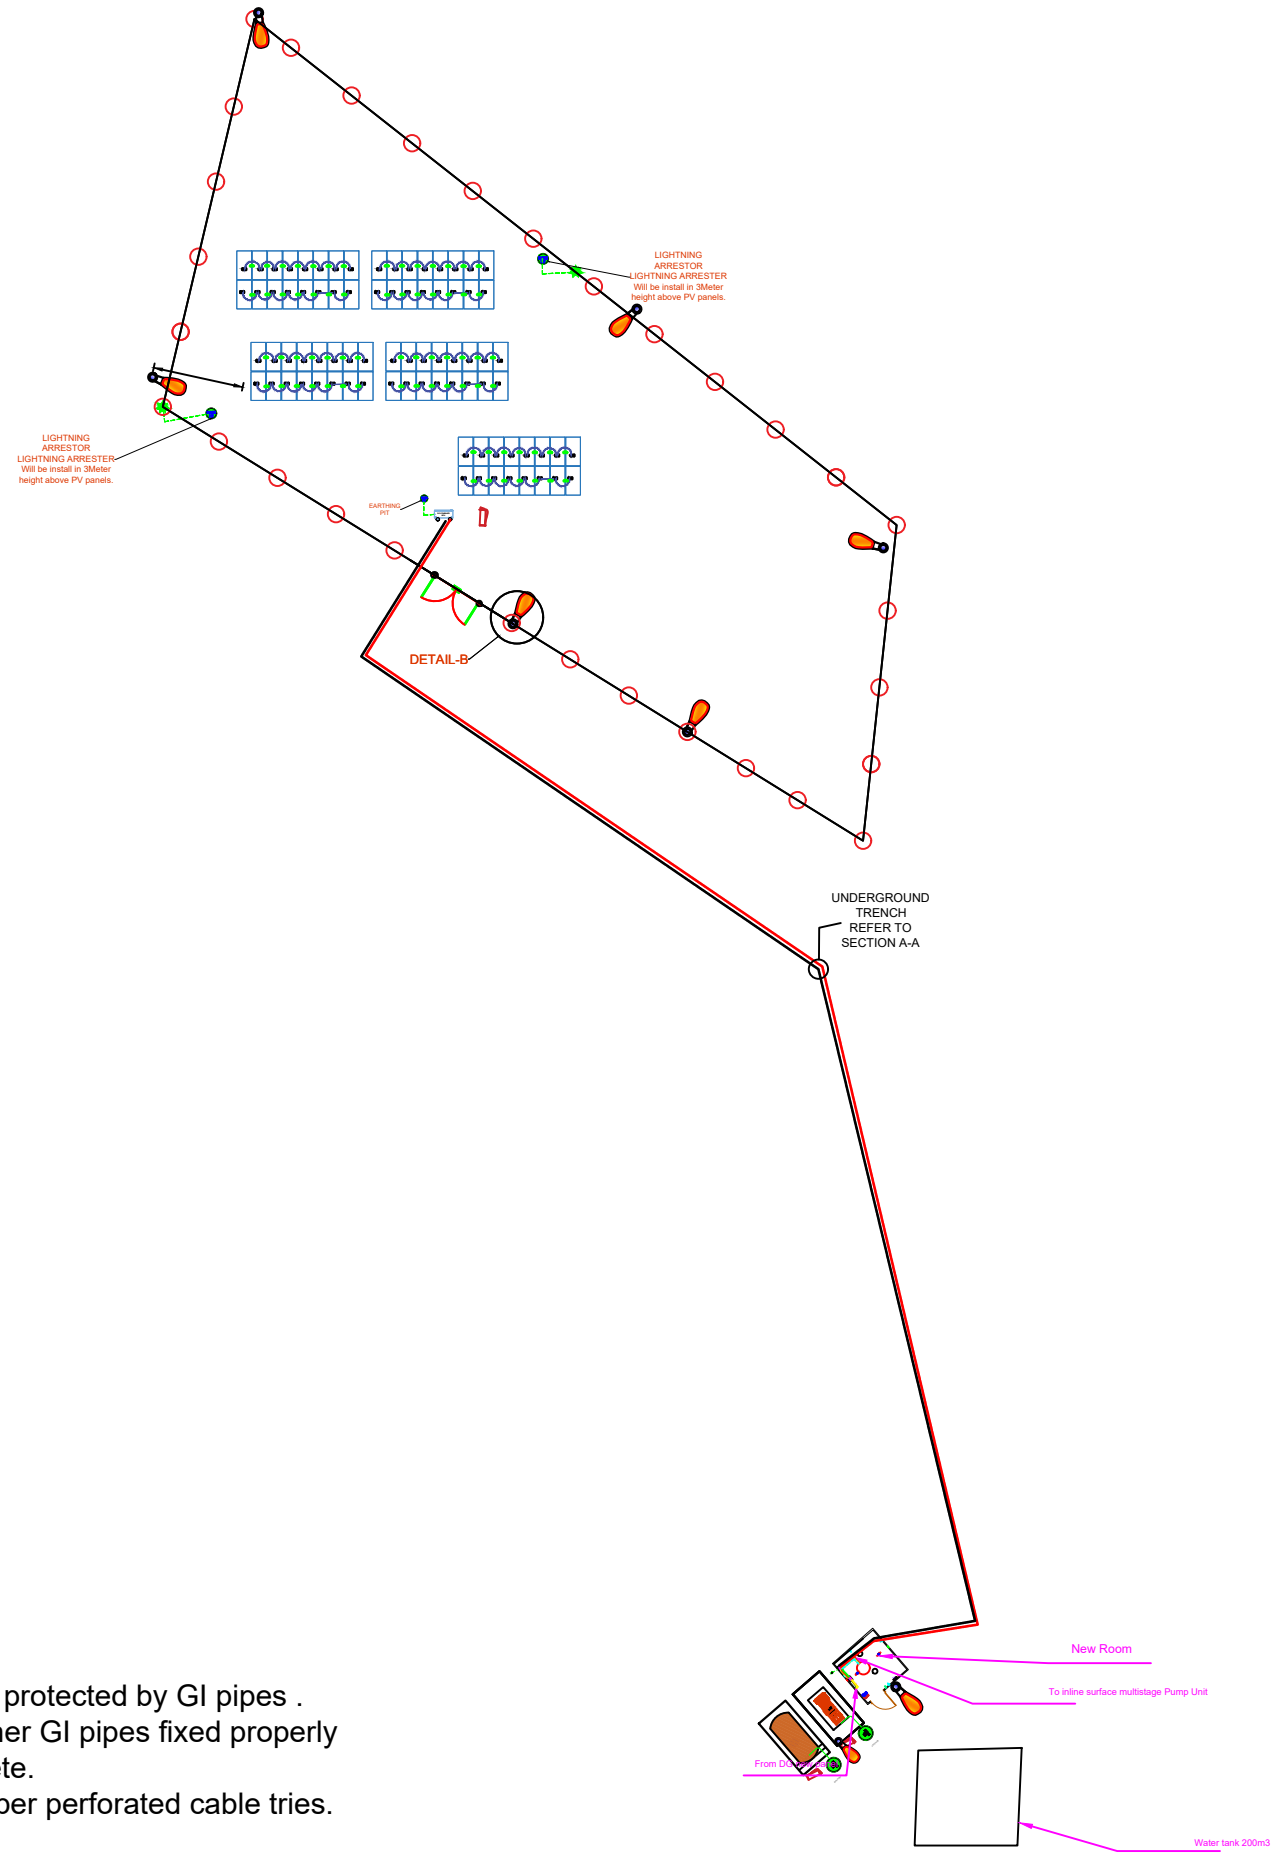 LIGHTNING
ARRESTOR
LIGHTNING ARRESTER
Will be install in 3Meter
height above PV panels.
LIGHTNING
ARRESTOR
LIGHTNING ARRESTER
Will be install in 3Meter
height above PV panels.
EARTHING
PIT
DETAIL-B
UNDERGROUND
TRENCH
REFER TO
SECTION A-A
New Room
To inline surface multistage Pump Unit
From DG
Water tank 200m3
protected by GI pipes .
ner GI pipes fixed properly
ete.
per perforated cable tries.